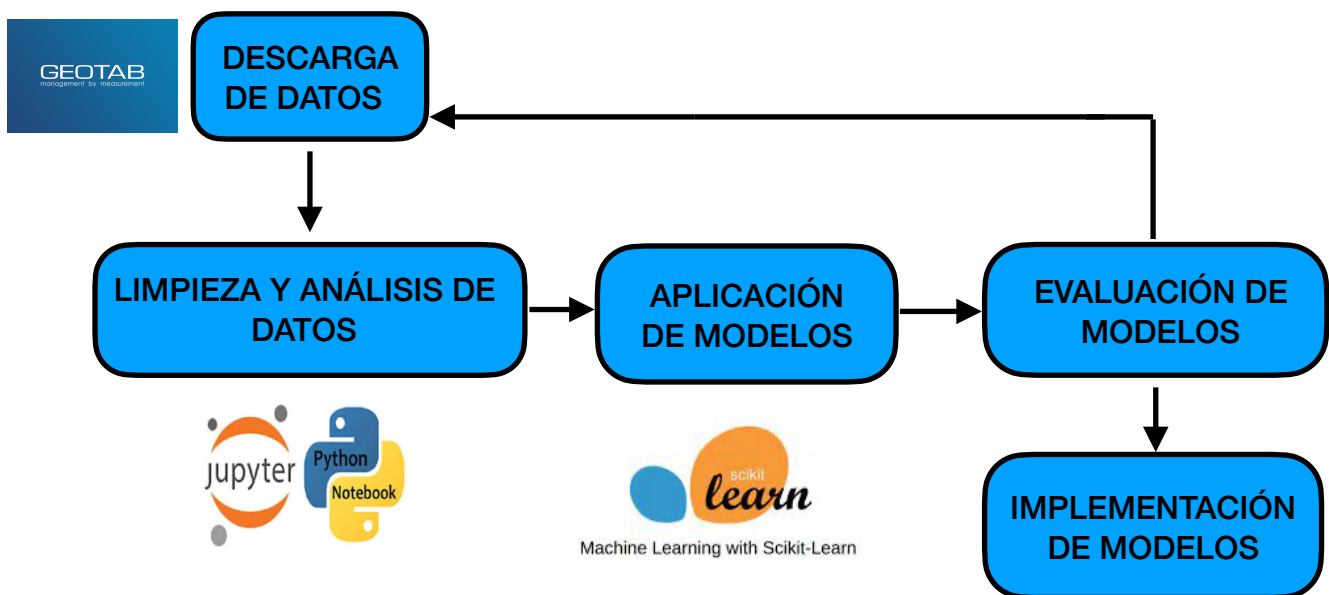 GEOTAB
management by measurement
DESCARGA
DE DATOS
LIMPIEZA Y ANÁLISIS DE
DATOS
APLICACIÓN
DE MODELOS
EVALUACIÓN DE
MODELOS
jupyter
Python
Notebook
scikit
learn
Machine Learning with Scikit-Learn
IMPLEMENTACIÓN
DE MODELOS